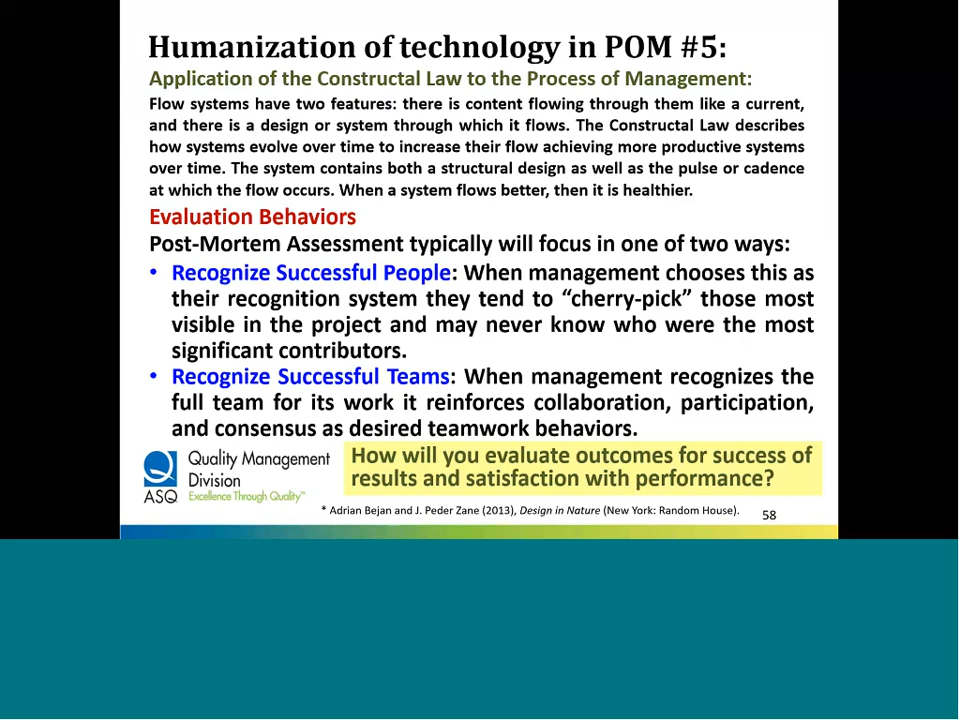 Humanization of technology in POM #5:
Application of the Constructal Law to the Process of Management:
Flow systems have two features: there is content flowing through them like a current,
and there is a design or system through which it flows. The Constructal Law describes
how systems evolve over time to increase their flow achieving more productive systems
over time. The system contains both a structural design as well as the pulse or cadence
at which the flow occurs. When a system flows better, then it is healthier.
Evaluation Behaviors
Post-Mortem Assessment typically will focus in one of two ways:
• Recognize Successful People: When management chooses this as
their recognition system they tend to “cherry-pick” those most
visible in the project and may never know who were the most
significant contributors.
• Recognize Successful Teams: When management recognizes the
full team for its work it reinforces collaboration, participation,
and consensus as desired teamwork behaviors.
ASQ
Quality Management
Division
Excellence Through Quality™
How will you evaluate outcomes for success of
results and satisfaction with performance?
* Adrian Bejan and J. Peder Zane (2013), Design in Nature (New York: Random House).
58